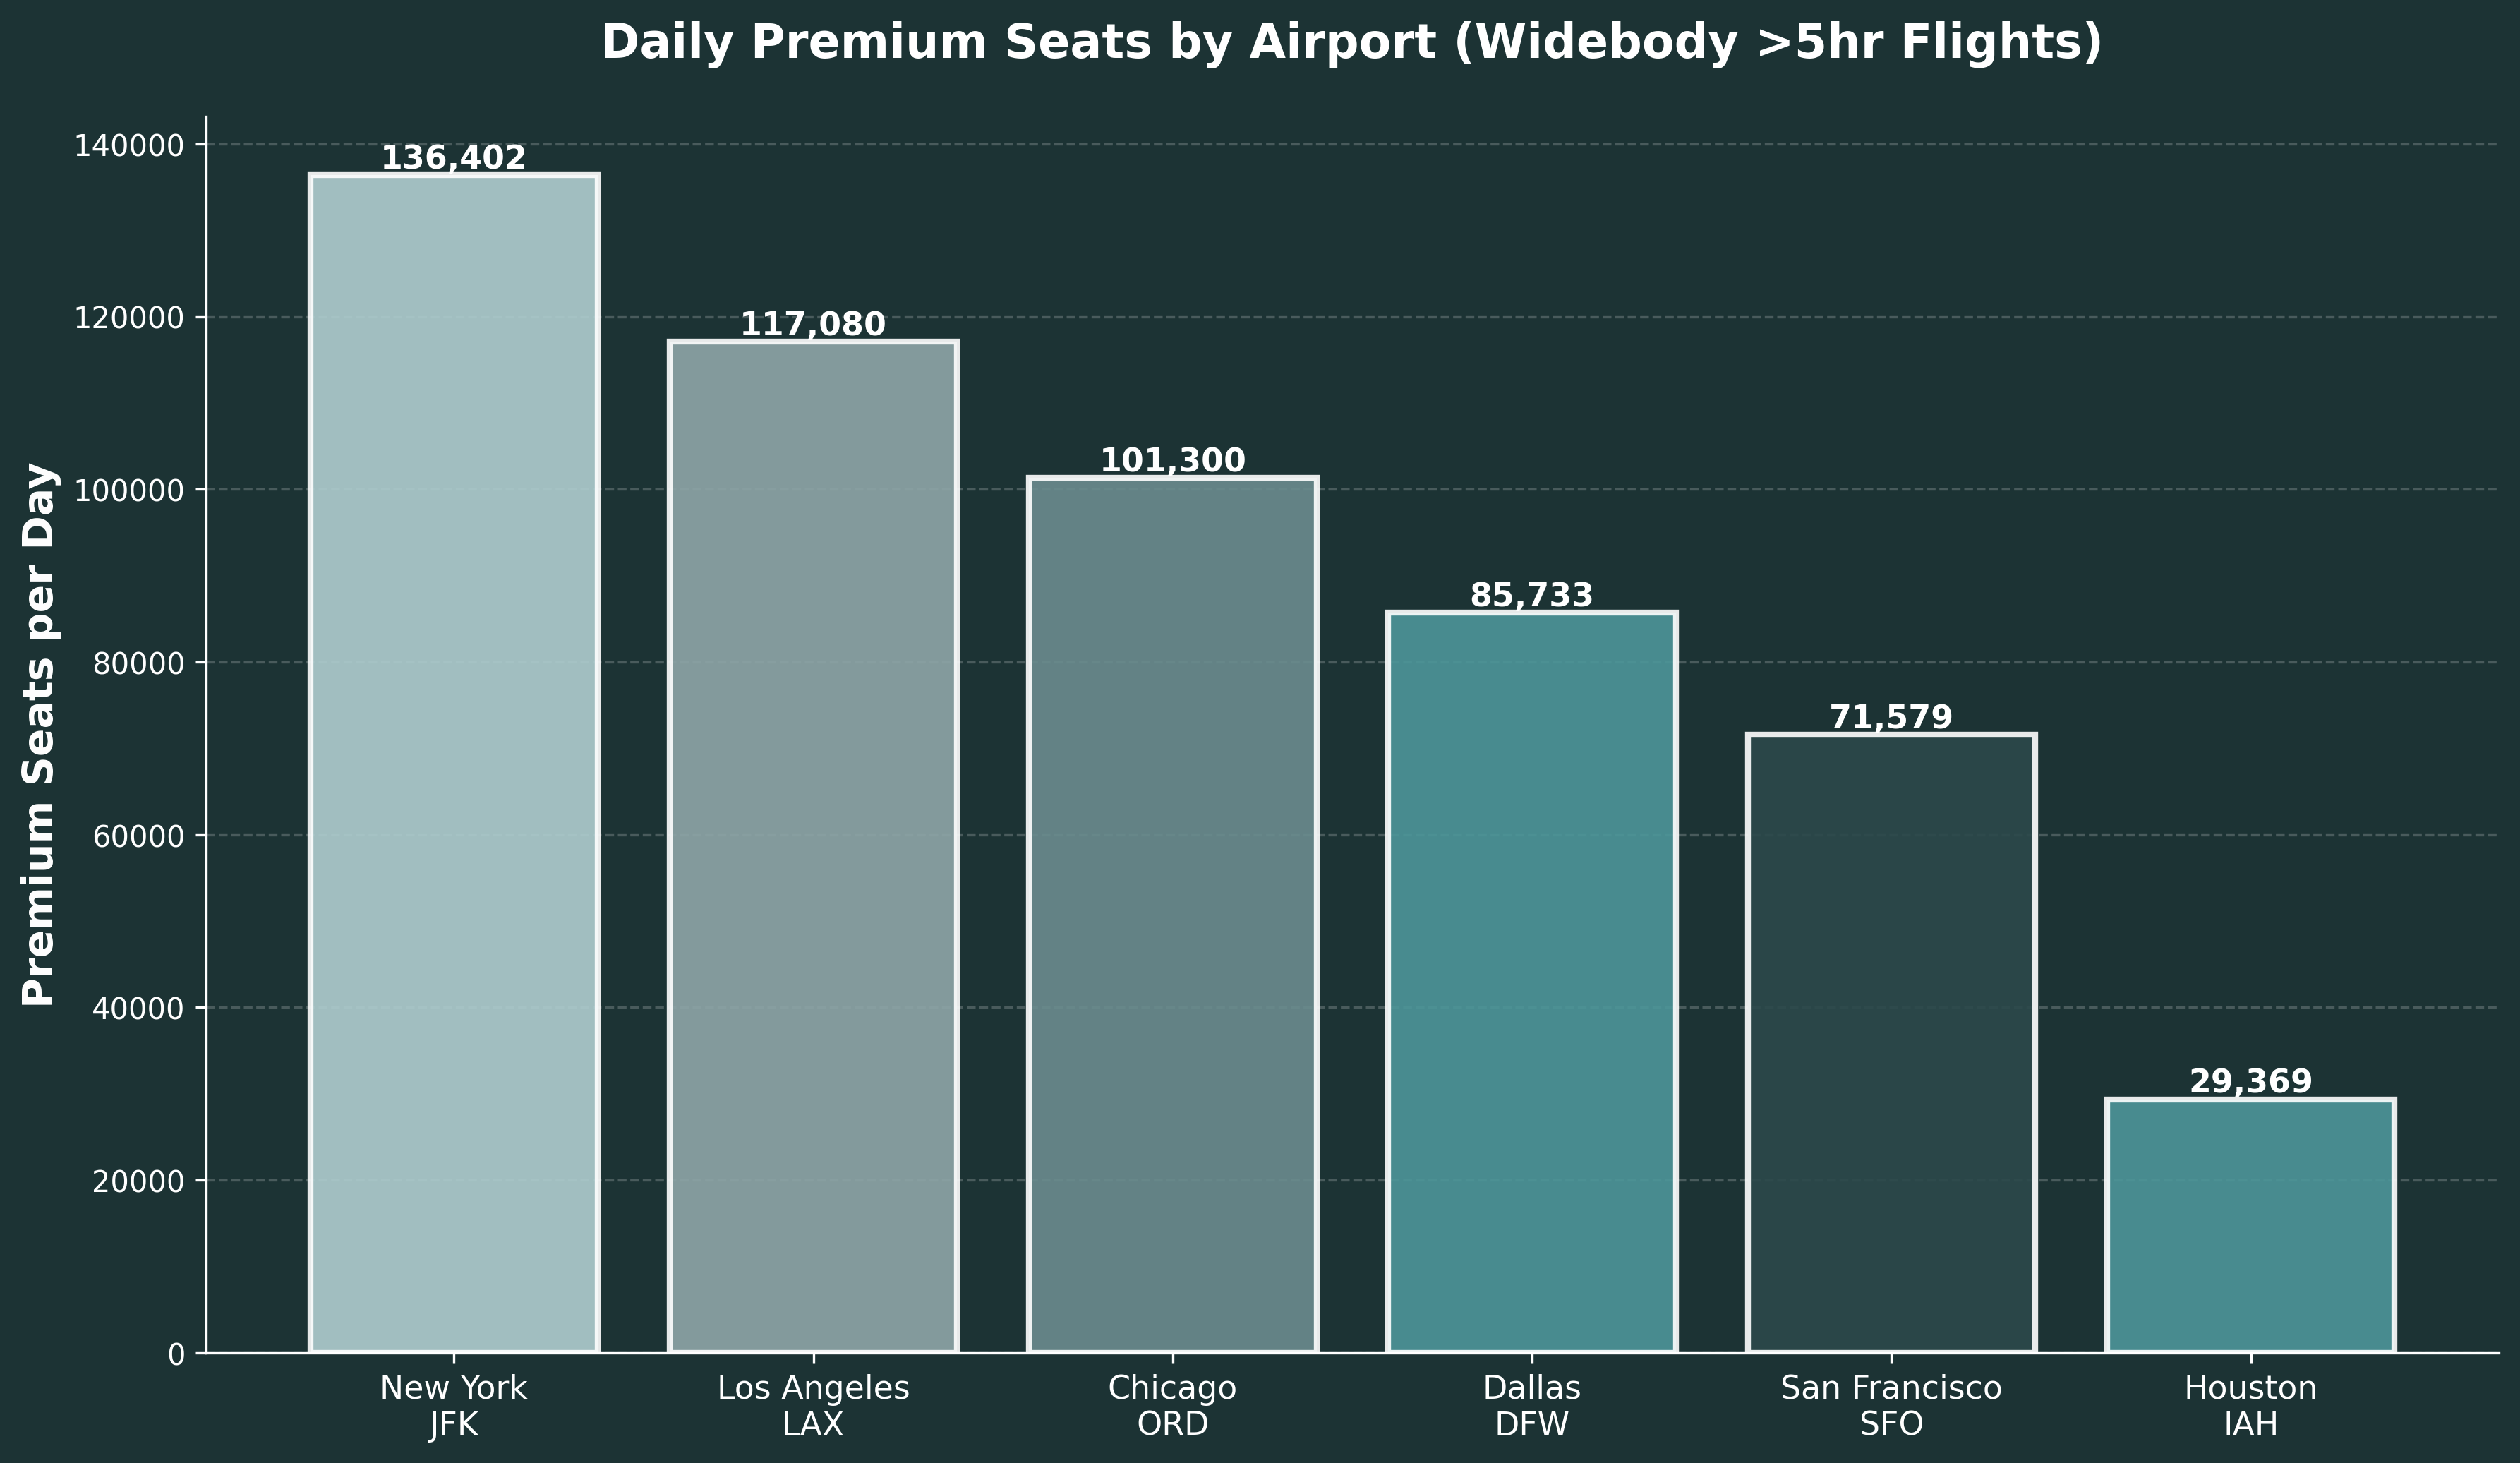 Daily Premium Seats by Airport (Widebody >5hr Flights)
Premium Seats per Day
140000
120000
100000
80000
60000
40000
20000
0
136,402
117,080
101,300
85,733
71,579
29,369
New York
JFK
Los Angeles
LAX
Chicago
ORD
Dallas
DFW
San Francisco
SFO
Houston
IAH